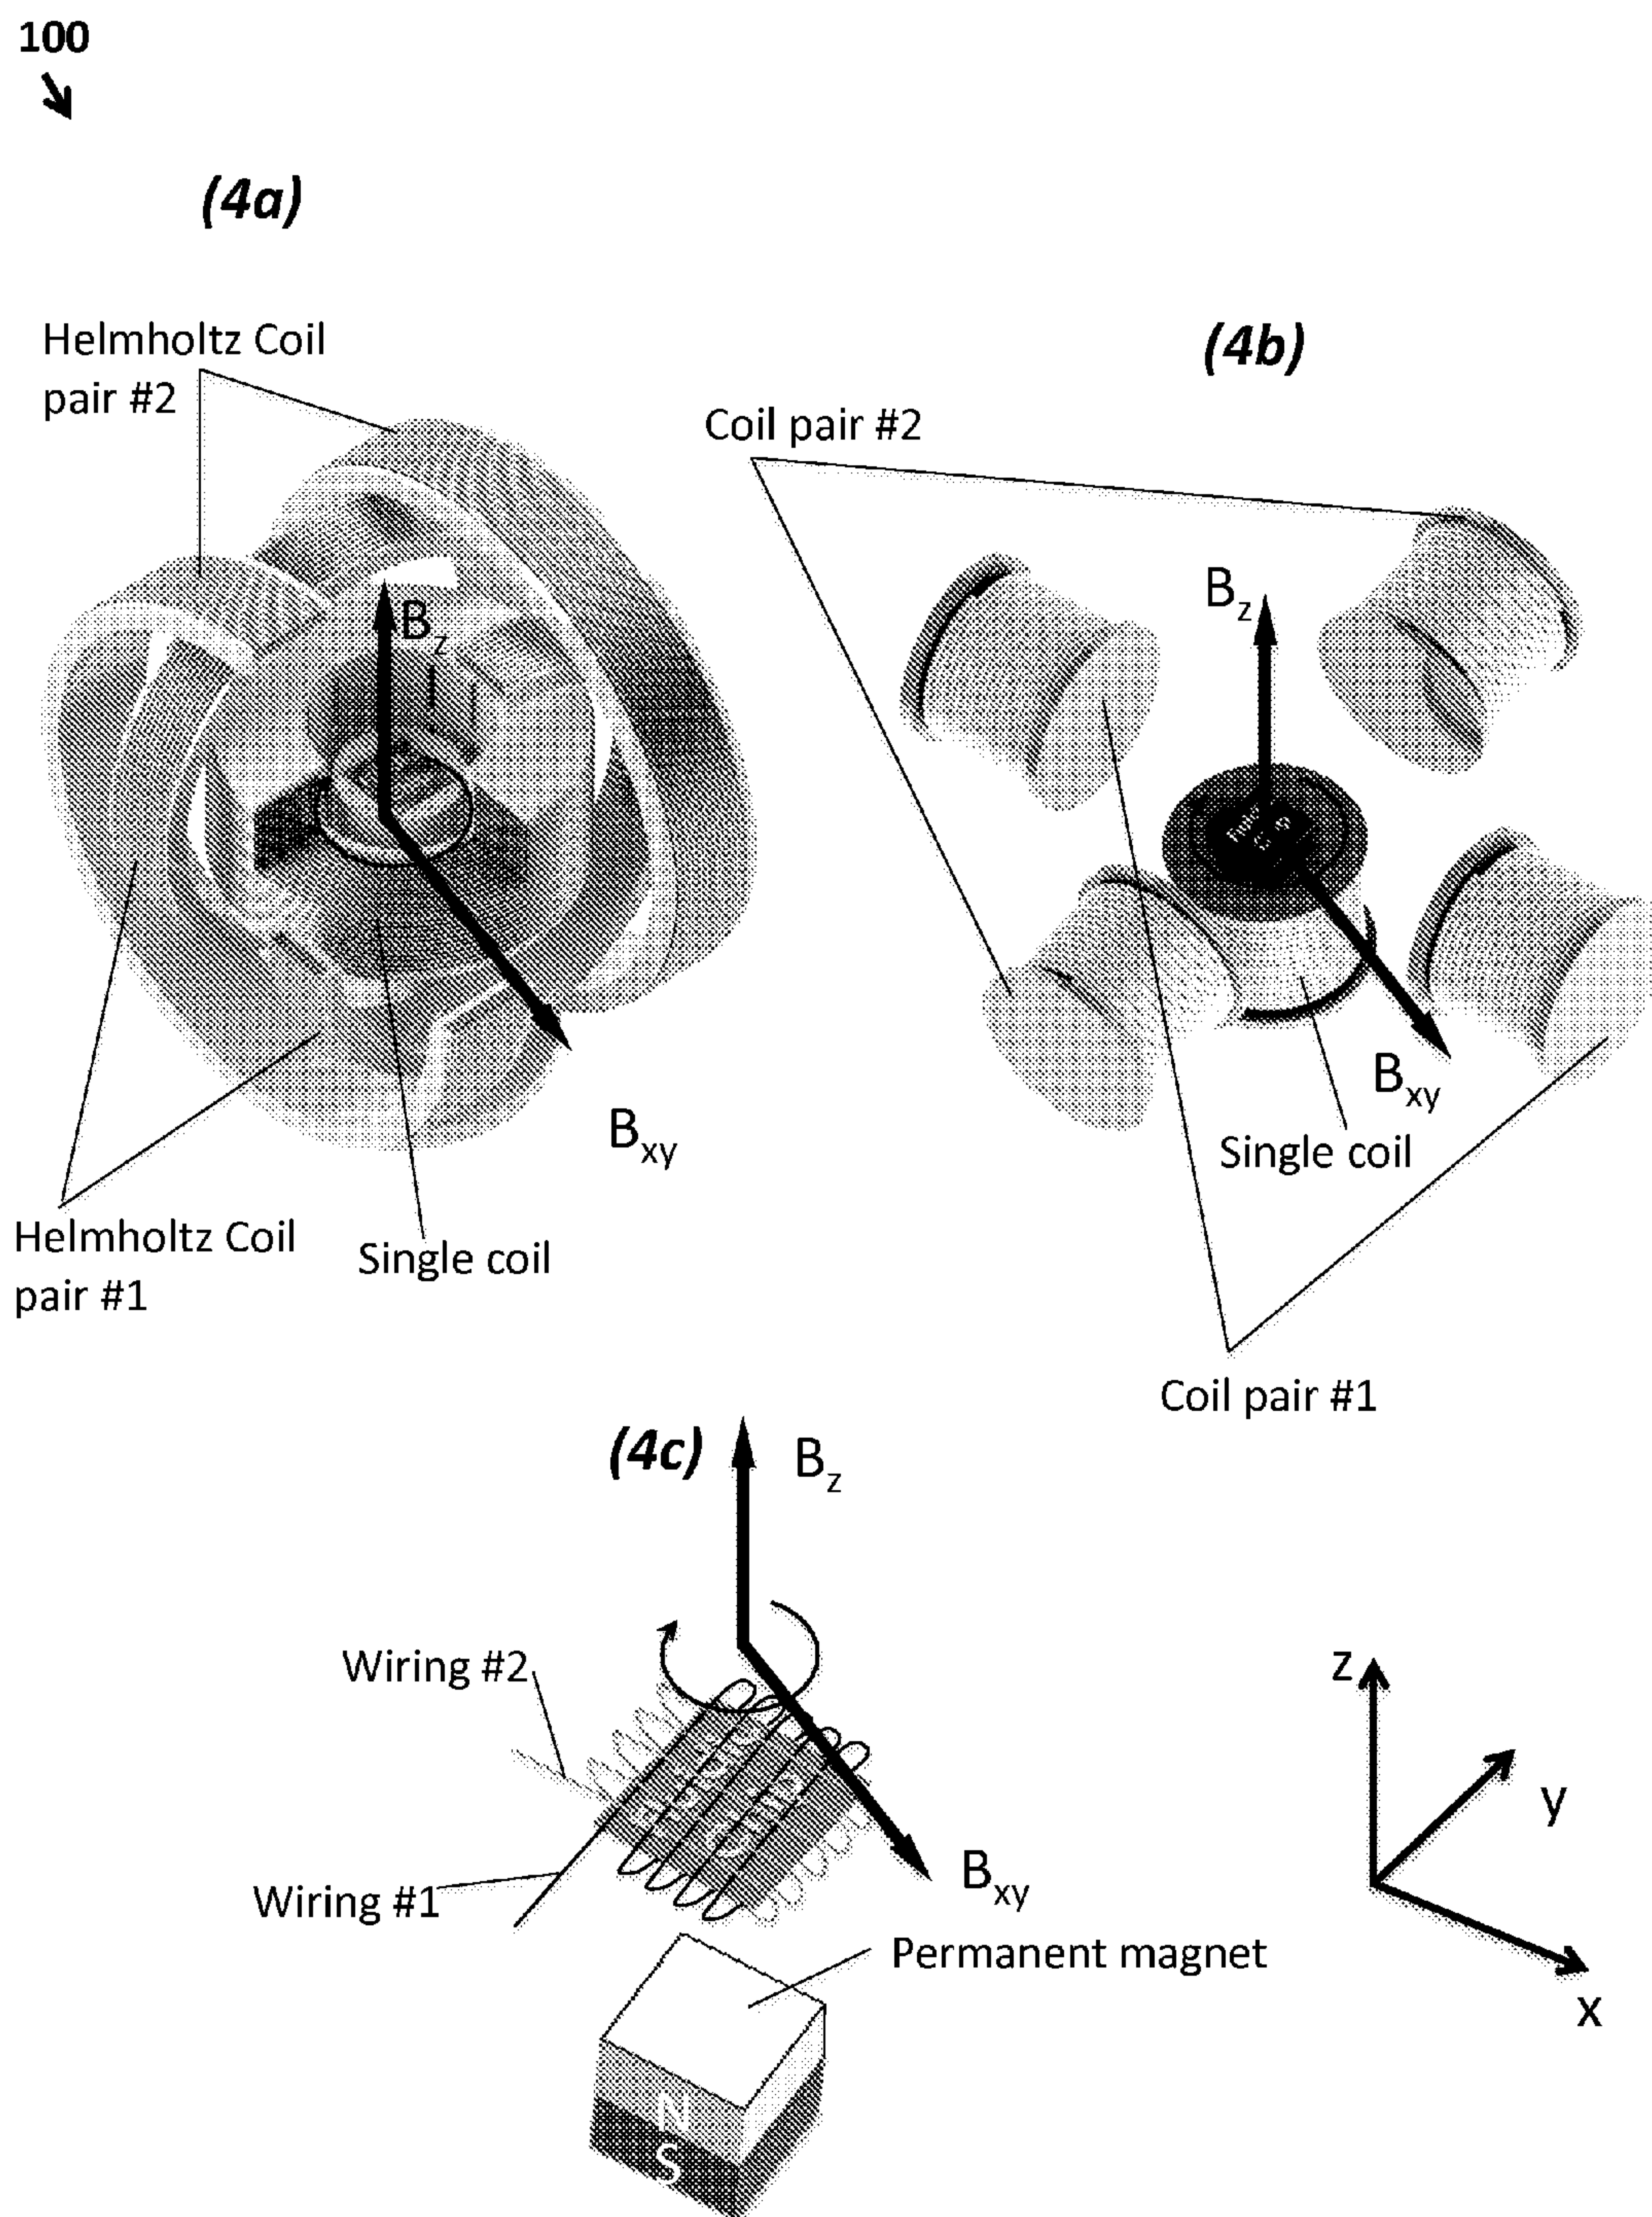 100
(4a)
Helmholtz Coil
pair #2
Bz
Bxy
Helmholtz Coil
pair #1
Single coil
(4b)
Coil pair #2
Bz
Bxy
Single coil
Coil pair #1
(4c)
Bz
Wiring #2
Wiring #1
Bxy
Permanent magnet
N
S
z
y
x